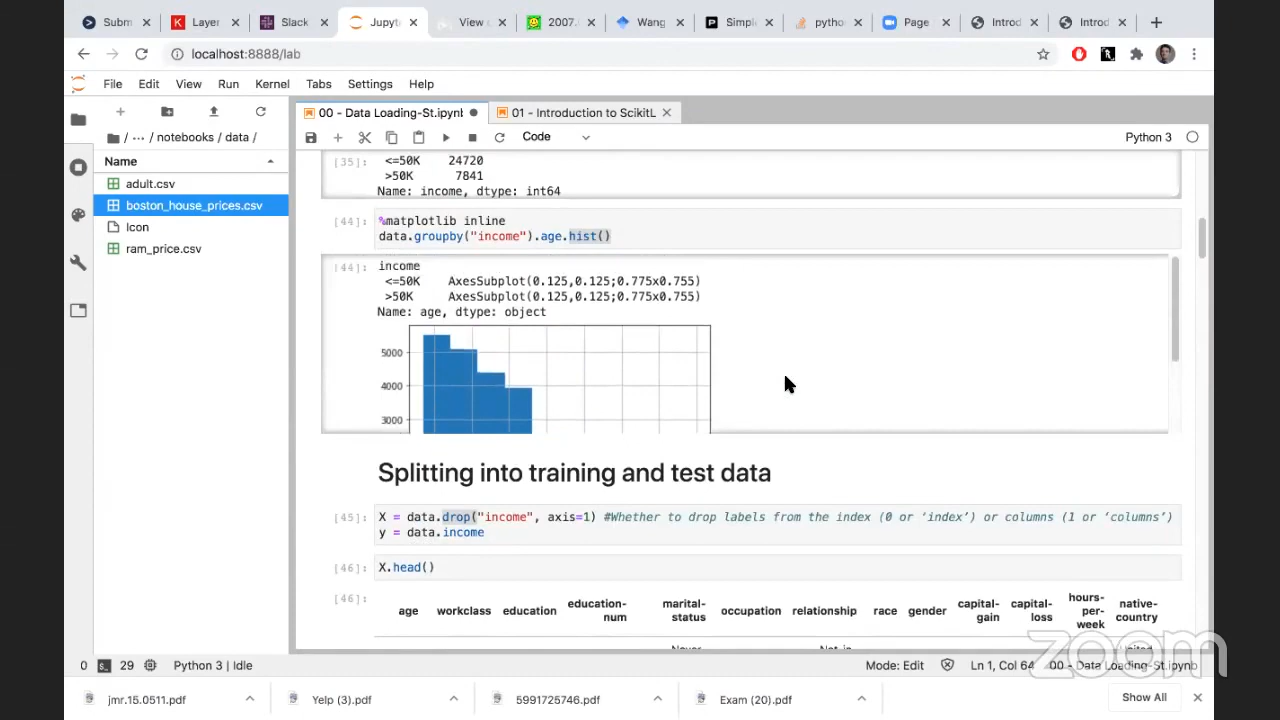 Subm
Layer
Slack
Jupyt
View o
2007.
Wang
Simple
pytho
Page
Introd
Introd
localhost:8888/lab
File
Edit
View
Run
Kernel
Tabs
Settings
Help
00 - Data Loading-St.ipynb
01 - Introduction to ScikitL
/ ··· / notebooks / data /
Code
Python 3
Name
adult.csv
boston_house_prices.csv
Icon
ram_price.csv
[35]:
<=50K 24720
>50K 7841
Name: income, dtype: int64
[44]:
%matplotlib inline
data.groupby("income").age.hist()
[44]:
income
<=50K AxesSubplot(0.125,0.125;0.775x0.755)
>50K AxesSubplot(0.125,0.125;0.775x0.755)
Name: age, dtype: object
5000
4000
3000
Splitting into training and test data
[45]:
X = data.drop("income", axis=1) #Whether to drop labels from the index (0 or ‘index’) or columns (1 or ‘columns’)
y = data.income
[46]:
X.head()
[46]:
age workclass education education-num marital-status occupation relationship race gender capital-gain capital-loss hours-per-week native-country
zoom
0
29
Python 3 | Idle
Mode: Edit
Ln 1, Col 64
00 - Data Loading-St.ipynb
jmr.15.0511.pdf
Yelp (3).pdf
5991725746.pdf
Exam (20).pdf
Show All